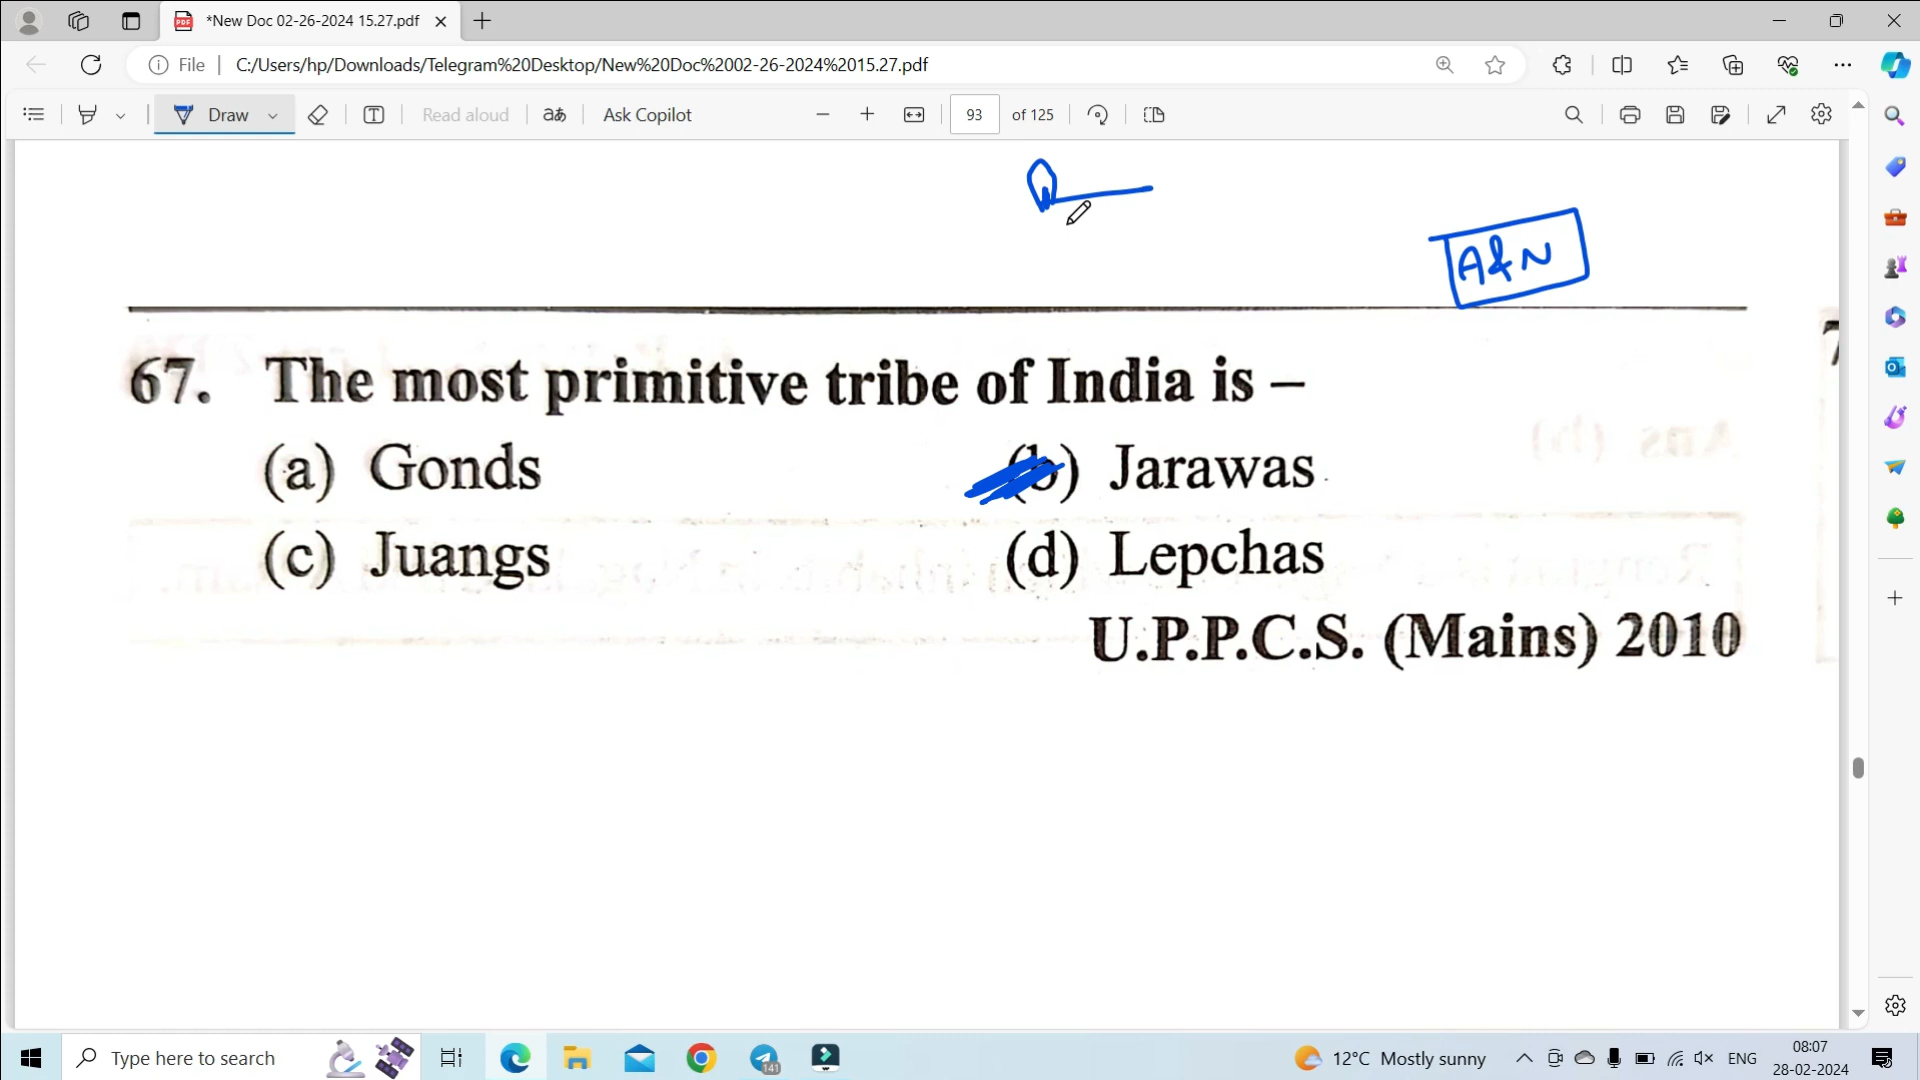 *New Doc 02-26-2024 15.27.pdf
File C:/Users/hp/Downloads/Telegram%20Desktop/New%20Doc%2002-26-2024%2015.27.pdf
Draw Read aloud aあ Ask Copilot 93 of 125
A&N
67. The most primitive tribe of India is –
(a) Gonds (b) Jarawas
(c) Juangs (d) Lepchas
U.P.P.C.S. (Mains) 2010
Type here to search 141 12°C Mostly sunny ENG 08:07
28-02-2024